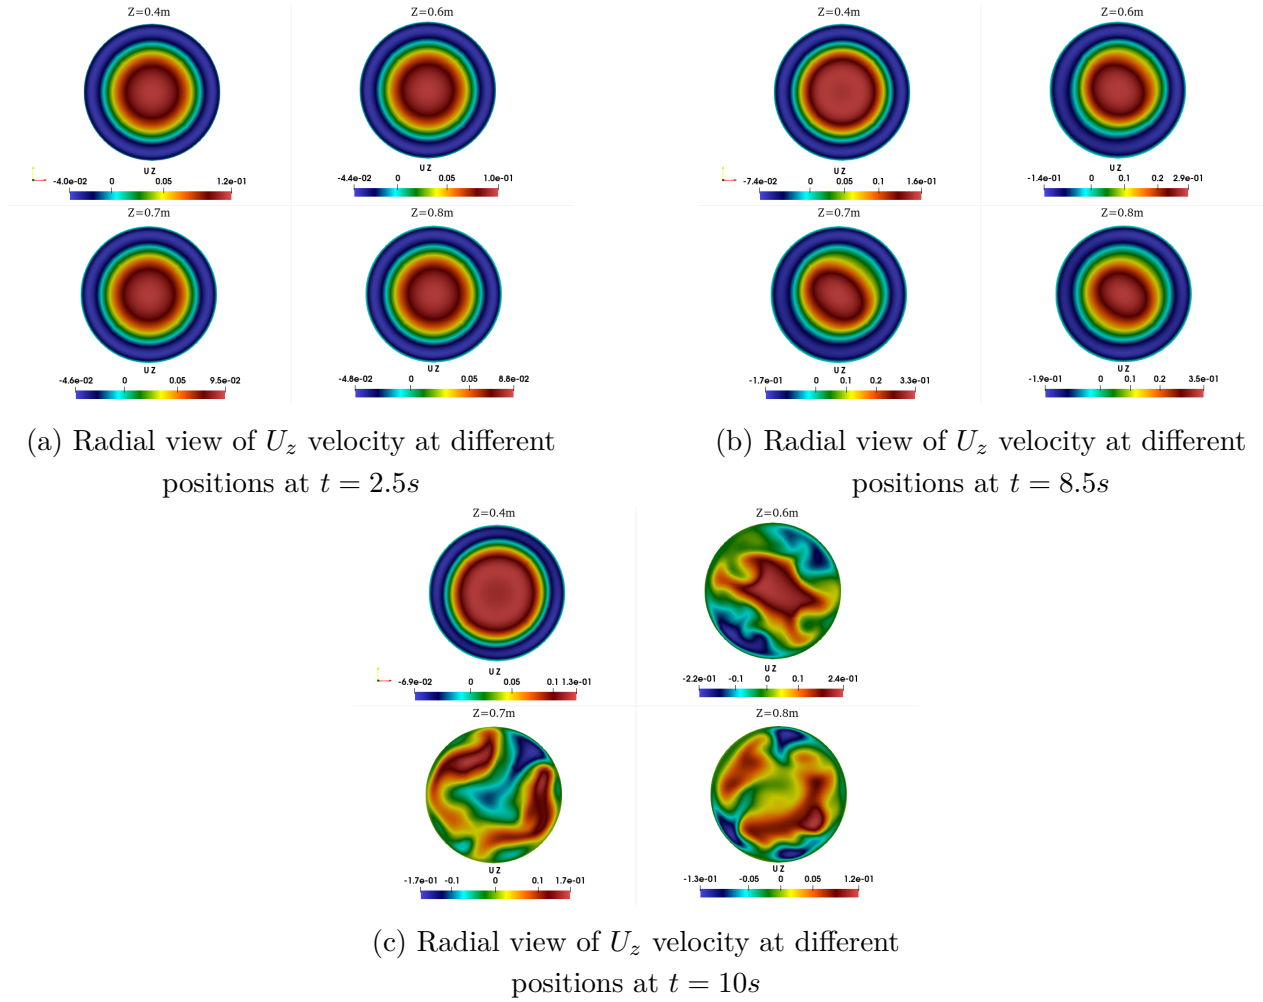 Z=0.4m
Z=0.6m
U Z
-4.0e-02 0 0.05 1.2e-01
U Z
-4.4e-02 0 0.05 1.0e-01
Z=0.7m
Z=0.8m
U Z
-4.6e-02 0 0.05 9.5e-02
U Z
-4.8e-02 0 0.05 8.8e-02
(a) Radial view of U_z velocity at different
positions at t = 2.5s
Z=0.4m
Z=0.6m
U Z
-7.4e-02 0 0.05 0.1 1.6e-01
U Z
-1.4e-01 0 0.1 0.2 2.9e-01
Z=0.7m
Z=0.8m
U Z
-1.7e-01 0 0.1 0.2 3.3e-01
U Z
-1.9e-01 0 0.1 0.2 3.5e-01
(b) Radial view of U_z velocity at different
positions at t = 8.5s
Z=0.4m
Z=0.6m
U Z
-6.9e-02 0 0.05 0.1 1.3e-01
U Z
-2.2e-01 -0.1 0 0.1 2.4e-01
Z=0.7m
Z=0.8m
U Z
-1.7e-01 -0.1 0 0.1 1.7e-01
U Z
-1.3e-01 -0.05 0 0.05 1.2e-01
(c) Radial view of U_z velocity at different
positions at t = 10s